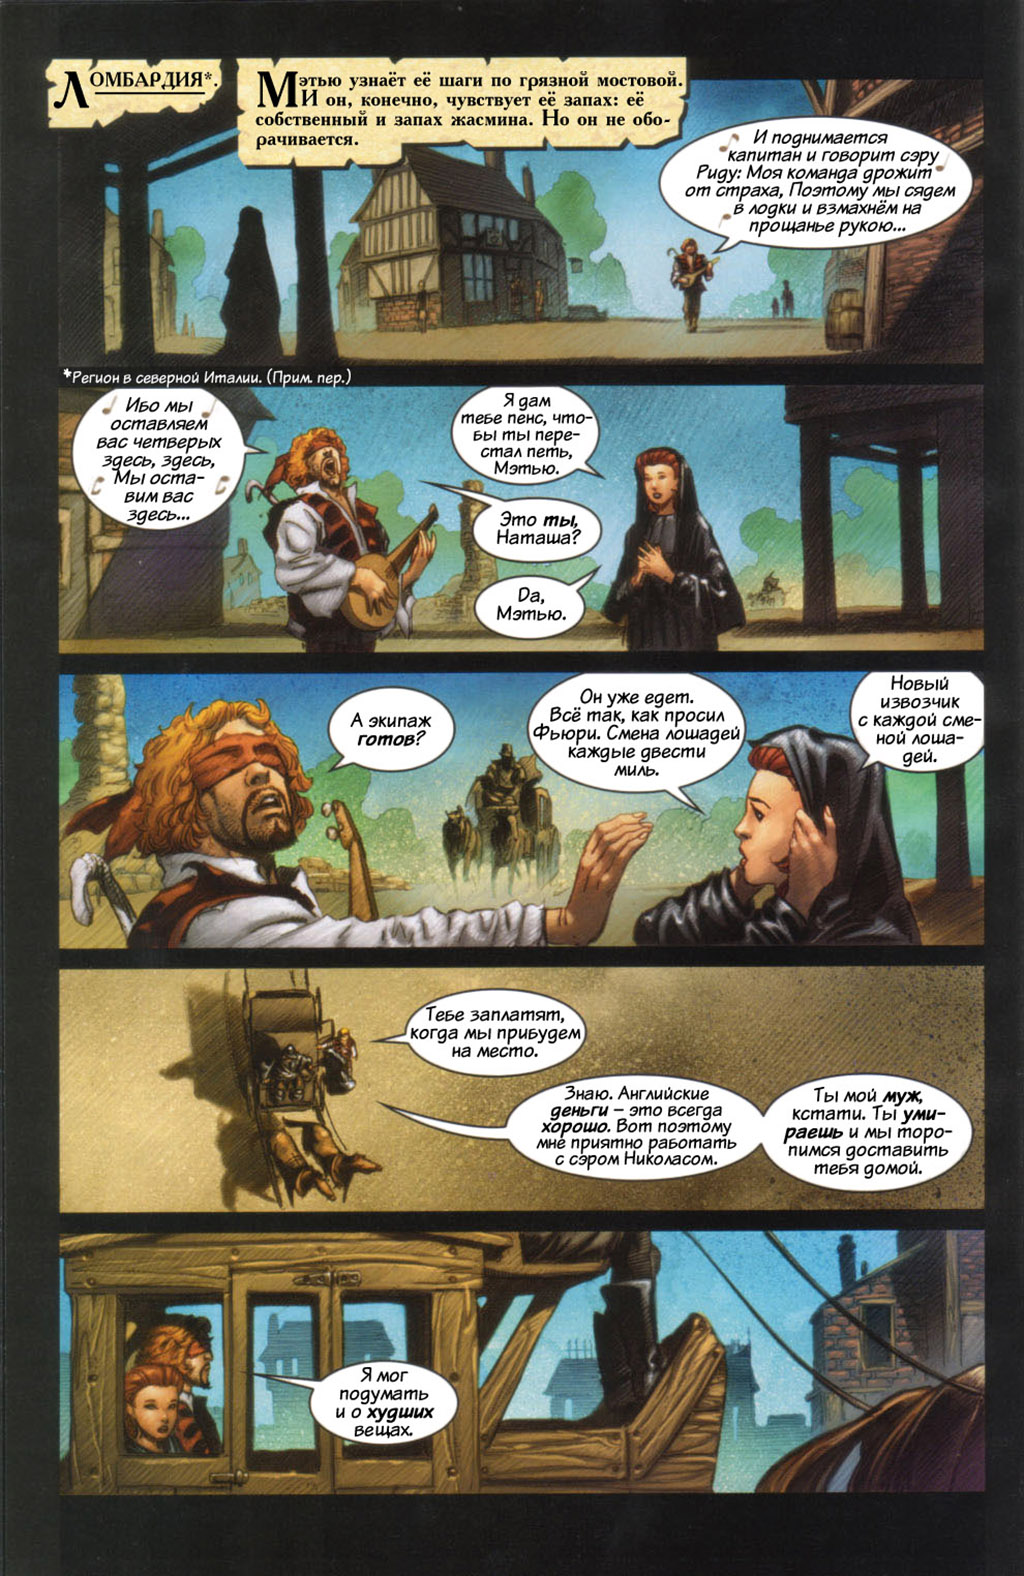 Ломбардия*.
Мэтью узнаёт её шаги по грязной мостовой.
И он, конечно, чувствует её запах: её
собственный и запах жасмина. Но он не обо-
рачивается.
И поднимается
капитан и говорит сэру
Риду: Моя команда дрожит
от страха, Поэтому мы сядем
в лодки и взмахнём на
прощанье рукою...
*Регион в северной Италии. (Прим. пер.)
Ибо мы
оставляем
вас четверых
здесь, здесь,
Мы оста-
вим вас
здесь...
Я дам
тебе пенс, что-
бы ты пере-
стал петь,
Мэтью.
Это ты,
Наташа?
Да,
Мэтью.
А экипаж
готов?
Он уже едет.
Всё так, как просил
Фьюри. Смена лошадей
каждые двести
миль.
Новый
извозчик
с каждой сме-
ной лоша-
дей.
Тебе заплатят,
когда мы прибудем
на место.
Знаю. Английские
деньги – это всегда
хорошо. Вот поэтому
мне приятно работать
с сэром Николасом.
Ты мой муж,
кстати. Ты уми-
раешь и мы торо-
пимся доставить
тебя домой.
Я мог
подумать
и о худших
вещах.